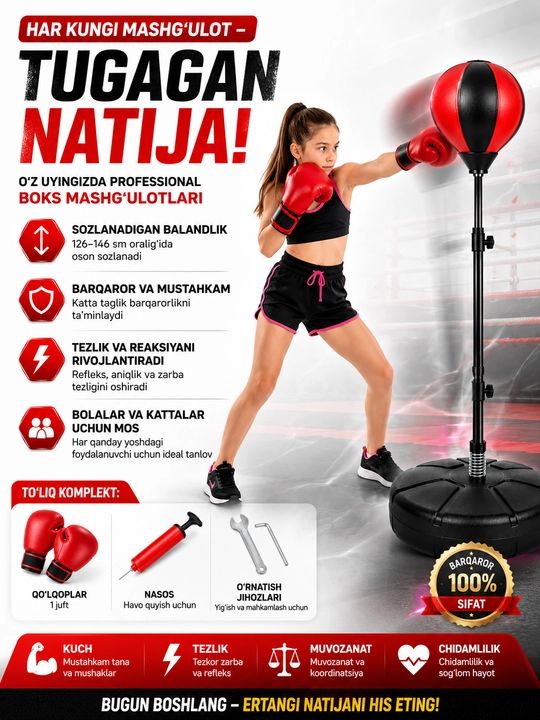 HAR KUNGI MASHG‘ULOT –
TUGAGAN
NATIJA!
O‘Z UYINGIZDA PROFESSIONAL
BOKS MASHG‘ULOTLARI
SOZLANADIGAN BALANDLIK
126–146 sm oralig‘ida
oson sozlanadi
BARQAROR VA MUSTAHKAM
Katta taglik barqarorlikni
ta’minlaydi
TEZLIK VA REAKSIYANI
RIVOJLANTIRADI
Refleks, aniqlik va zarba
tezligini oshiradi
BOLALAR VA KATTALAR
UCHUN MOS
Har qanday yoshdagi
foydalanuvchi uchun ideal tanlov
TO‘LIQ KOMPLEKT:
QO‘LQOPLAR
1 juft
NASOS
Havo quyish uchun
O‘RNATISH
JIHOZLARI
Yig‘ish va mahkamlash uchun
BARQAROR
100%
SIFAT
KUCH
Mustahkam tana
va mushaklar
TEZLIK
Tezkor zarba
va refleks
MUVOZANAT
Muvozanat va
koordinatsiya
CHIDAMLILIK
Chidamlilik va
sog‘lom hayot
BUGUN BOSHLANG – ERTANGI NATIJANI HIS ETING!